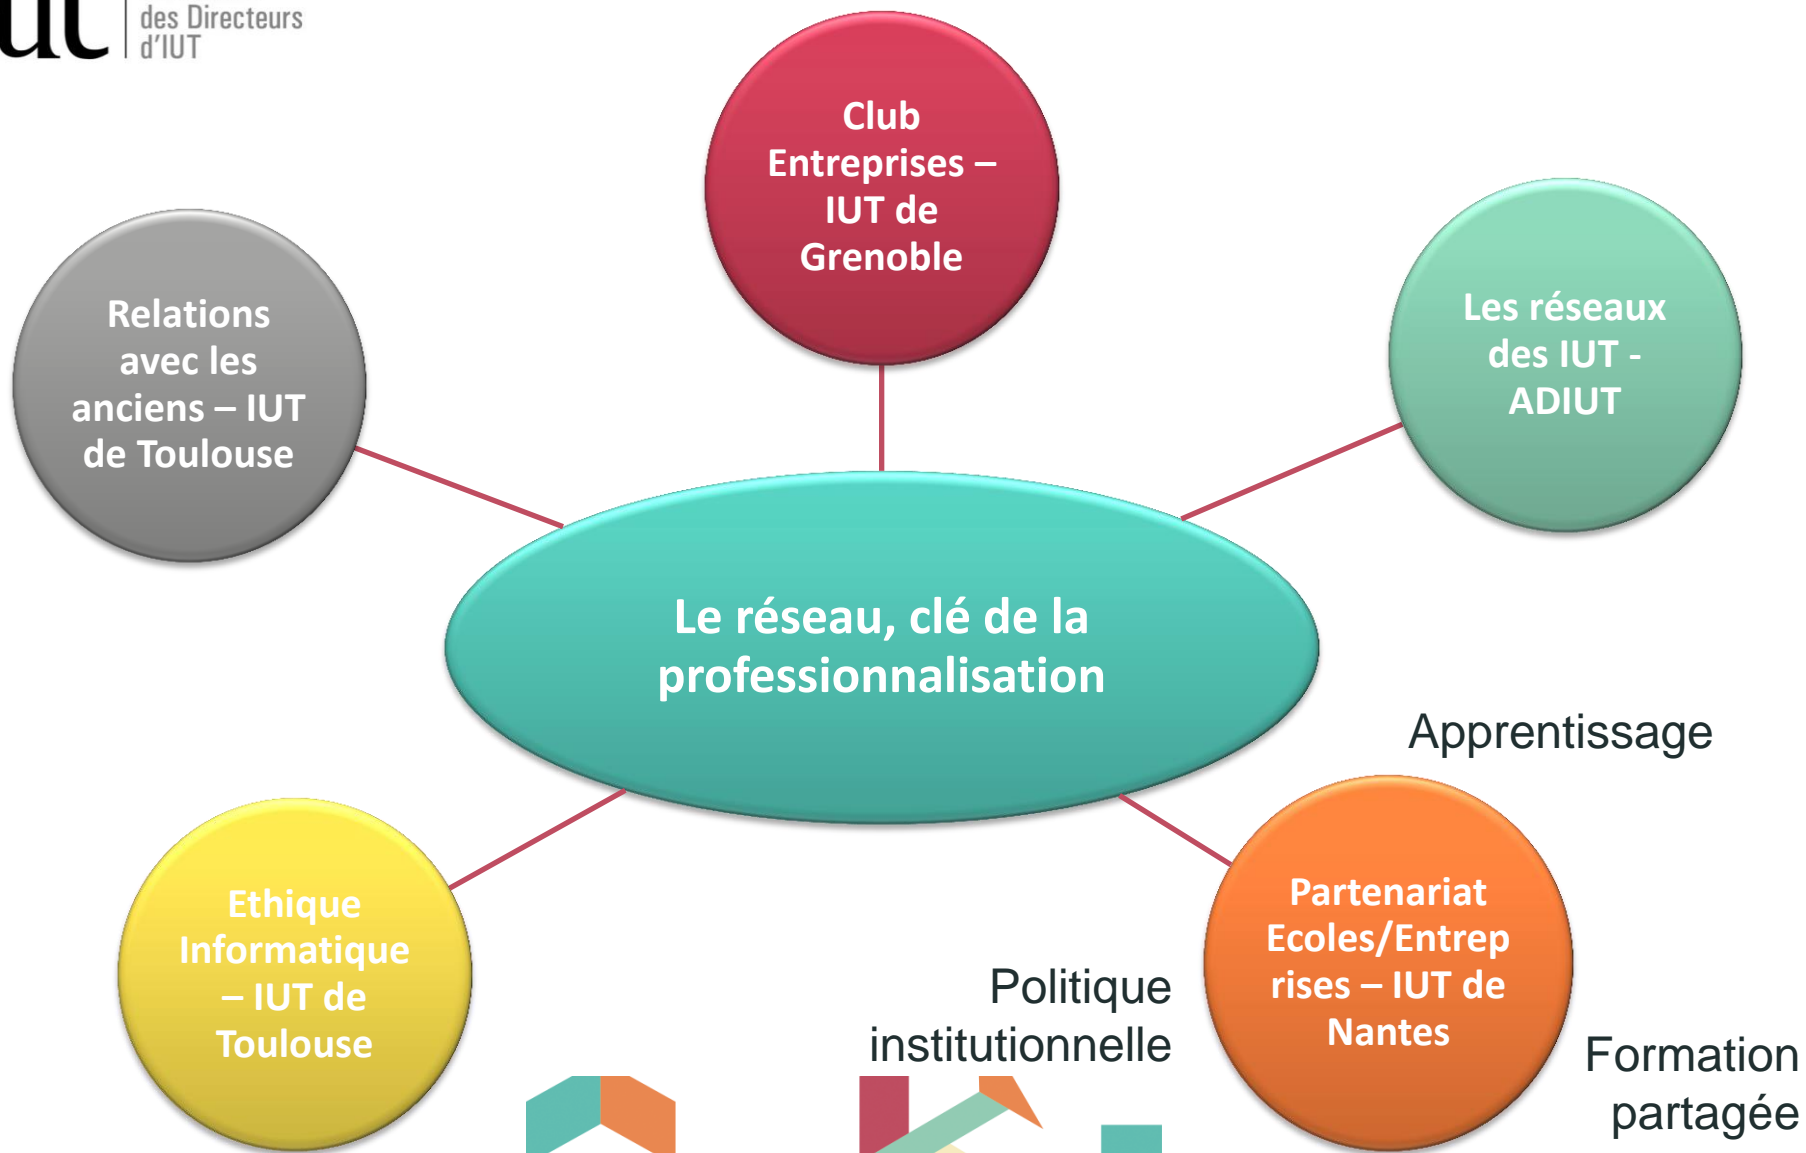 des Directeurs
d'IUT
Club
Entreprises –
IUT de
Grenoble
Relations
avec les
anciens – IUT
de Toulouse
Les réseaux
des IUT -
ADIUT
Le réseau, clé de la
professionnalisation
Apprentissage
Ethique
Informatique
– IUT de
Toulouse
Partenariat
Ecoles/Entrep
rises – IUT de
Nantes
Politique
institutionnelle
Formation
partagée